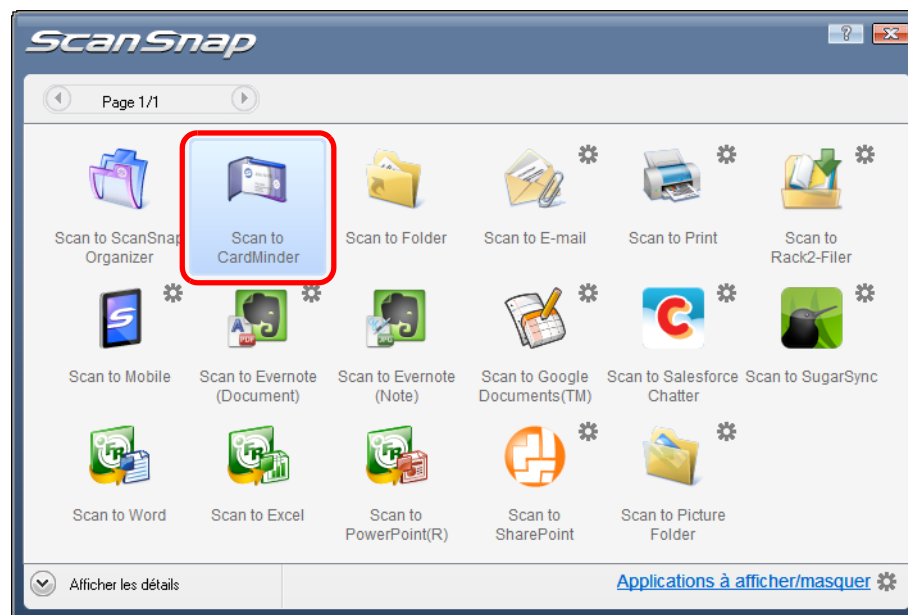 ScanSnap
Page 1/1
Scan to ScanSnap
Organizer
Scan to
CardMinder
Scan to Folder
Scan to E-mail
Scan to Print
Scan to
Rack2-Filer
Scan to Mobile
Scan to Evernote
(Document)
Scan to Evernote
(Note)
Scan to Google
Documents(TM)
Scan to Salesforce
Chatter
Scan to SugarSync
Scan to Word
Scan to Excel
Scan to
PowerPoint(R)
Scan to
SharePoint
Scan to Picture
Folder
Afficher les détails
Applications à afficher/masquer